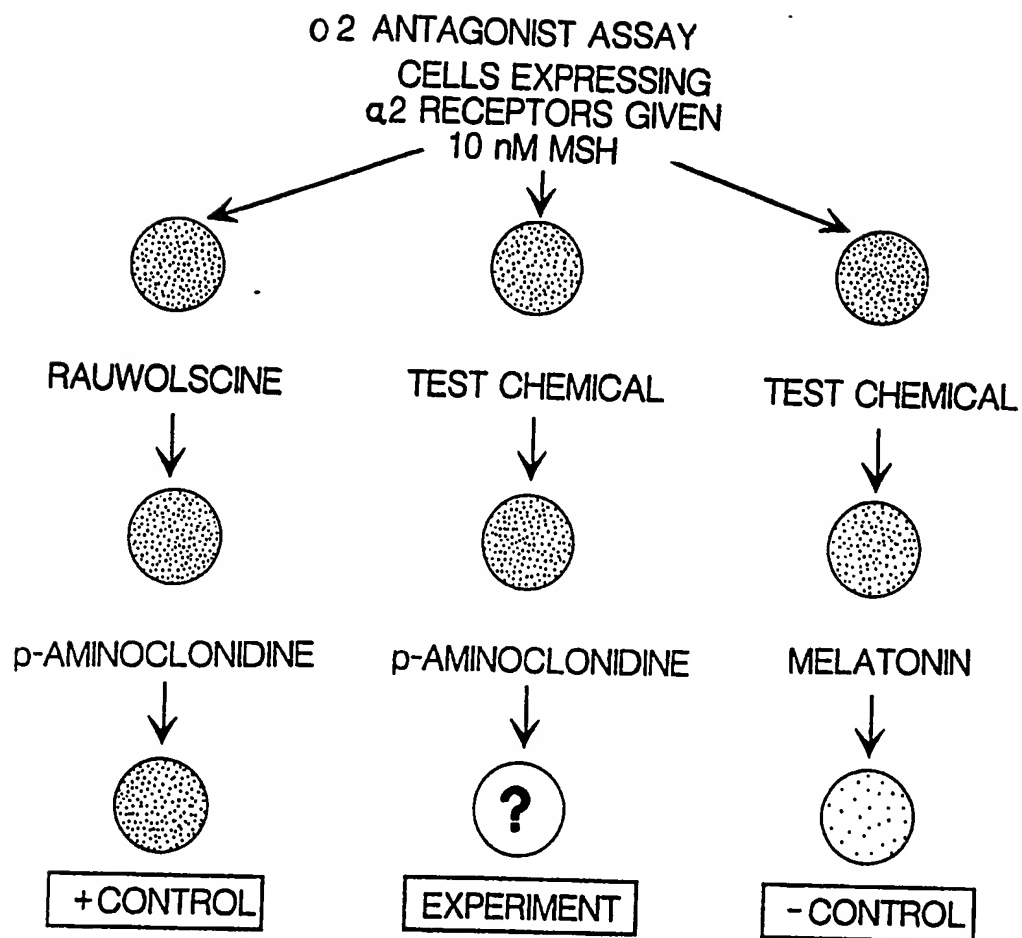 α2 ANTAGONIST ASSAY
CELLS EXPRESSING
α2 RECEPTORS GIVEN
10 nM MSH
RAUWOLSCINE
TEST CHEMICAL
TEST CHEMICAL
p-AMINOCLONIDINE
p-AMINOCLONIDINE
MELATONIN
?
+CONTROL
EXPERIMENT
-CONTROL